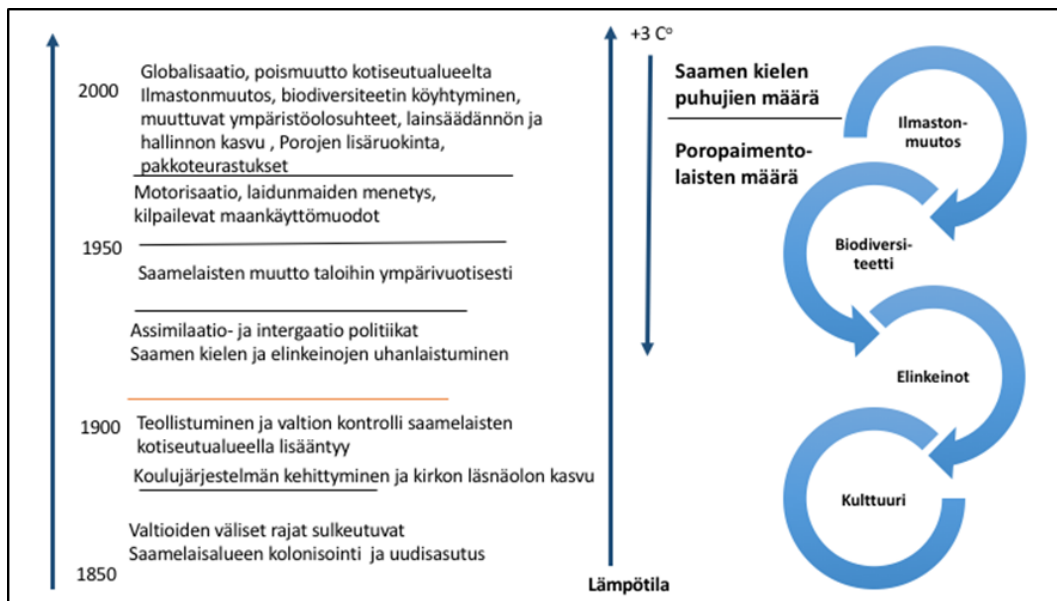 2000
Globalisaatio, poismuutto kotiseutualueelta
Ilmastonmuutos, biodiversiteetin köyhtyminen,
muuttuvat ympäristöolosuhteet, lainsäädännön ja
hallinnon kasvu , Porojen lisäruokinta,
pakkoteurastukset
Motorisaatio, laidunmaiden menetys,
kilpailevat maankäyttömuodot
1950
Saamelaisten muutto taloihin ympärivuotisesti
Assimilaatio- ja intergaatio politiikat
Saamen kielen ja elinkeinojen uhanlaistuminen
1900
Teollistuminen ja valtion kontrolli saamelaisten
kotiseutualueella lisääntyy
Koulujärjestelmän kehittyminen ja kirkon läsnäolon kasvu
Valtioiden väliset rajat sulkeutuvat
Saamelaisalueen kolonisointi ja uudisasutus
1850
+3 Cº
Lämpötila
Saamen kielen
puhujien määrä
Poropaimento-
laisten määrä
Ilmaston-
muutos
Biodiversi-
teetti
Elinkeinot
Kulttuuri